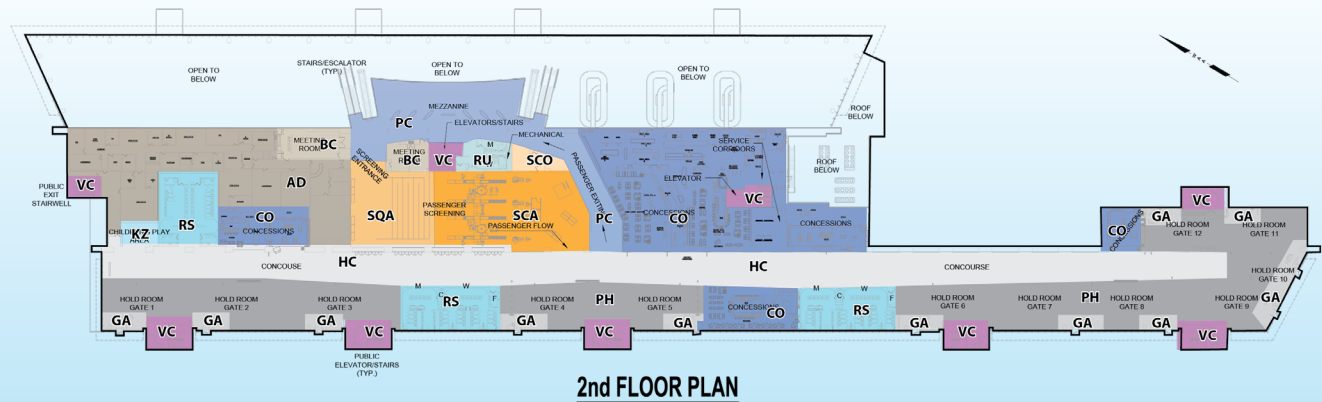 OPEN TO
BELOW
STAIRS/ESCALATOR
(TYP.)
OPEN TO
BELOW
OPEN TO
BELOW
ROOF
BELOW
MEZZANINE
PC
ELEVATORS/STAIRS
MECHANICAL
M
MEETING
ROOM
BC
MEETING
BC
VC
RU
W
SCO
SCREENING
ENTRANCE
SERVICE
CORRIDORS
ROOF
BELOW
PUBLIC
EXIT
STAIRWELL
VC
AD
RS
CO
CONCESSIONS
KZ
CHILDREN'S PLAY
AREA
SQA
PASSENGER
SCREENING
SCA
PASSENGER FLOW
PASSENGER EXITING
PC
ELEVATOR
VC
CO
CONCESSIONS
CONCESSIONS
CO
CONCESSIONS
VC
GA
GA
HOLD ROOM
GATE 12
HOLD ROOM
GATE 11
HOLD ROOM
GATE 10
GA
CONCOUSE
HC
HC
CONCOURSE
HOLD ROOM
GATE 1
HOLD ROOM
GATE 2
HOLD ROOM
GATE 3
M
C
W
F
RS
HOLD ROOM
GATE 4
PH
HOLD ROOM
GATE 5
CONCESSIONS
CO
M
C
W
F
RS
HOLD ROOM
GATE 6
HOLD ROOM
GATE 7
PH
HOLD ROOM
GATE 8
HOLD ROOM
GATE 9
GA
VC
GA
GA
VC
GA
VC
GA
GA
VC
GA
GA
VC
PUBLIC
ELEVATOR/STAIRS
(TYP.)
2nd FLOOR PLAN